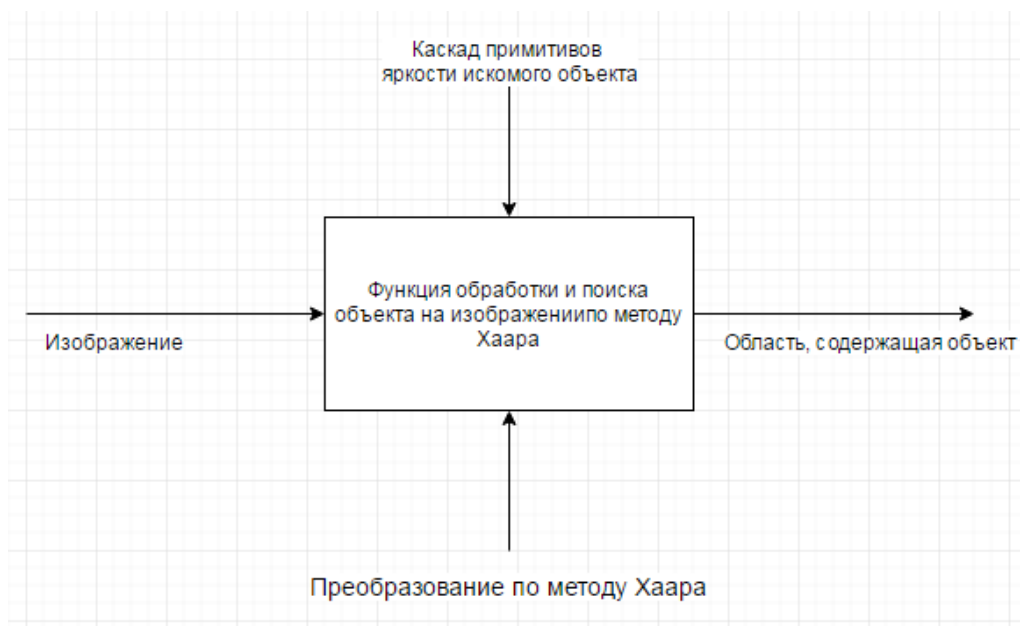 Каскад примитивов
яркости искомого объекта
Функция обработки и поиска
объекта на изображениипо методу
Хаара
Изображение
Область, содержащая объект
Преобразование по методу Хаара